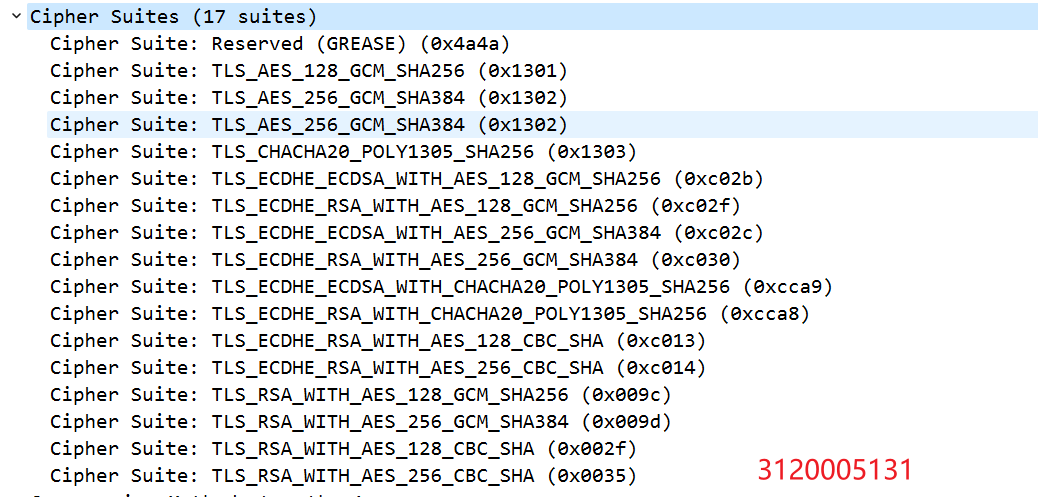 Cipher Suites (17 suites)
Cipher Suite: Reserved (GREASE) (0x4a4a)
Cipher Suite: TLS_AES_128_GCM_SHA256 (0x1301)
Cipher Suite: TLS_AES_256_GCM_SHA384 (0x1302)
Cipher Suite: TLS_AES_256_GCM_SHA384 (0x1302)
Cipher Suite: TLS_CHACHA20_POLY1305_SHA256 (0x1303)
Cipher Suite: TLS_ECDHE_ECDSA_WITH_AES_128_GCM_SHA256 (0xc02b)
Cipher Suite: TLS_ECDHE_RSA_WITH_AES_128_GCM_SHA256 (0xc02f)
Cipher Suite: TLS_ECDHE_ECDSA_WITH_AES_256_GCM_SHA384 (0xc02c)
Cipher Suite: TLS_ECDHE_RSA_WITH_AES_256_GCM_SHA384 (0xc030)
Cipher Suite: TLS_ECDHE_ECDSA_WITH_CHACHA20_POLY1305_SHA256 (0xcca9)
Cipher Suite: TLS_ECDHE_RSA_WITH_CHACHA20_POLY1305_SHA256 (0xcca8)
Cipher Suite: TLS_ECDHE_RSA_WITH_AES_128_CBC_SHA (0xc013)
Cipher Suite: TLS_ECDHE_RSA_WITH_AES_256_CBC_SHA (0xc014)
Cipher Suite: TLS_RSA_WITH_AES_128_GCM_SHA256 (0x009c)
Cipher Suite: TLS_RSA_WITH_AES_256_GCM_SHA384 (0x009d)
Cipher Suite: TLS_RSA_WITH_AES_128_CBC_SHA (0x002f)
Cipher Suite: TLS_RSA_WITH_AES_256_CBC_SHA (0x0035)
3120005131